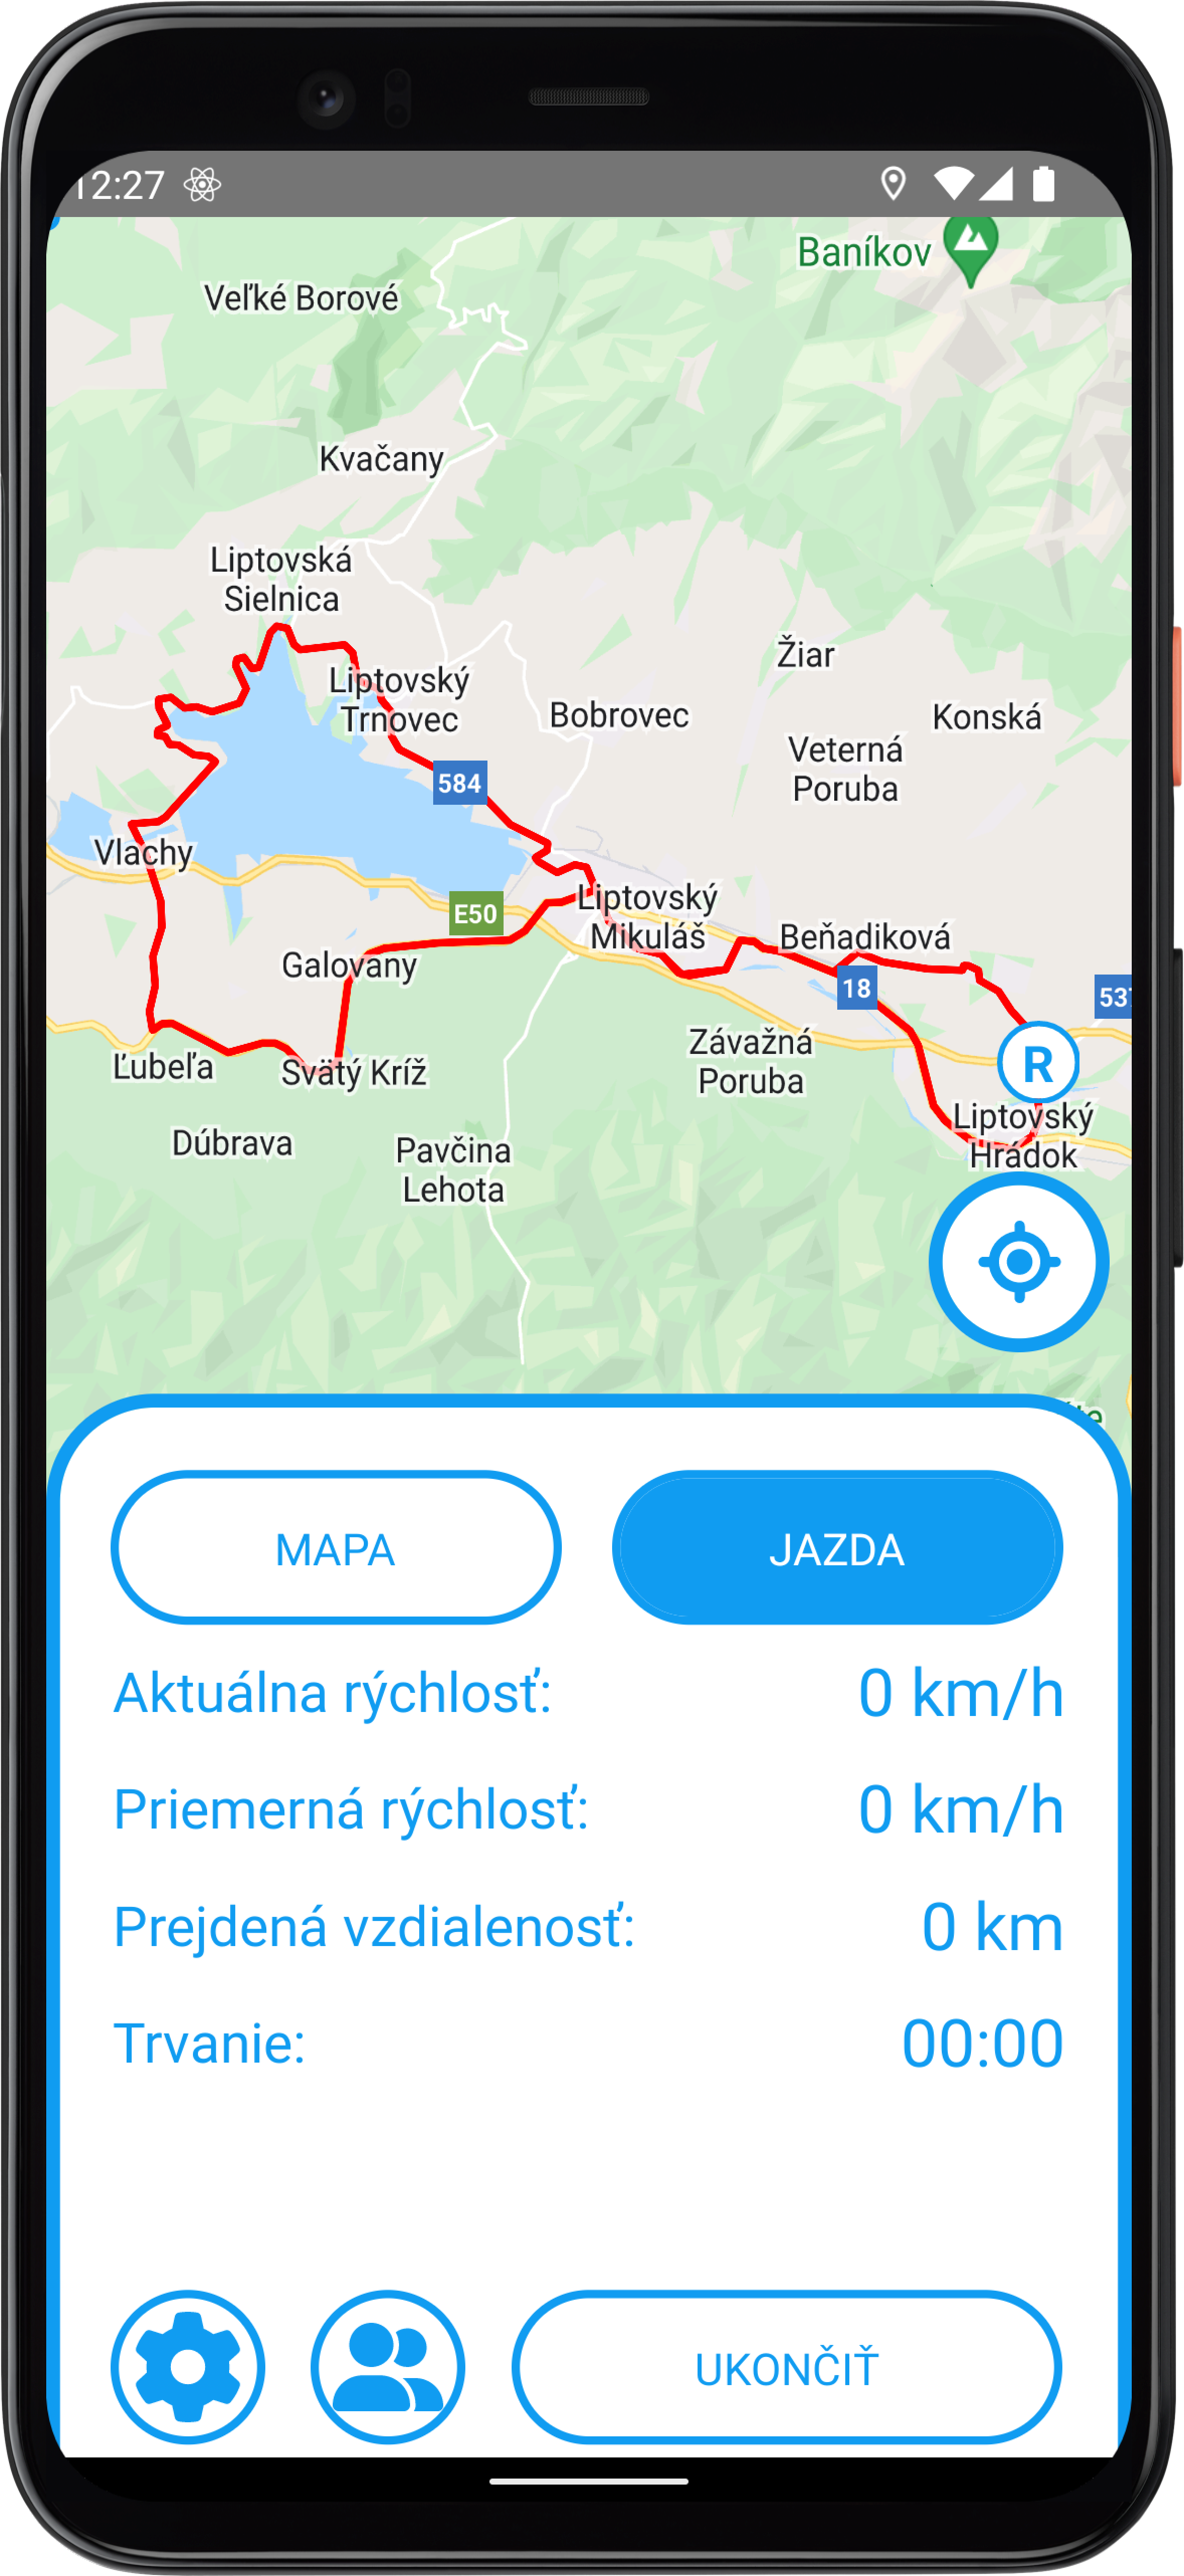 12:27
Baníkov
Veľké Borové
Kvačany
Liptovská
Sielnica
Žiar
Liptovský
Trnovec
Bobrovec
Konská
Veterná
Poruba
584
Vlachy
Liptovský
Mikuláš
E50
Beňadiková
Galovany
18
537
Závažná
Poruba
Ľubeľa
Svätý Kríž
R
Liptovský
Hrádok
Dúbrava
Pavčina
Lehota
MAPA
JAZDA
Aktuálna rýchlosť:
0 km/h
Priemerná rýchlosť:
0 km/h
Prejdená vzdialenosť:
0 km
Trvanie:
00:00
UKONČIŤ